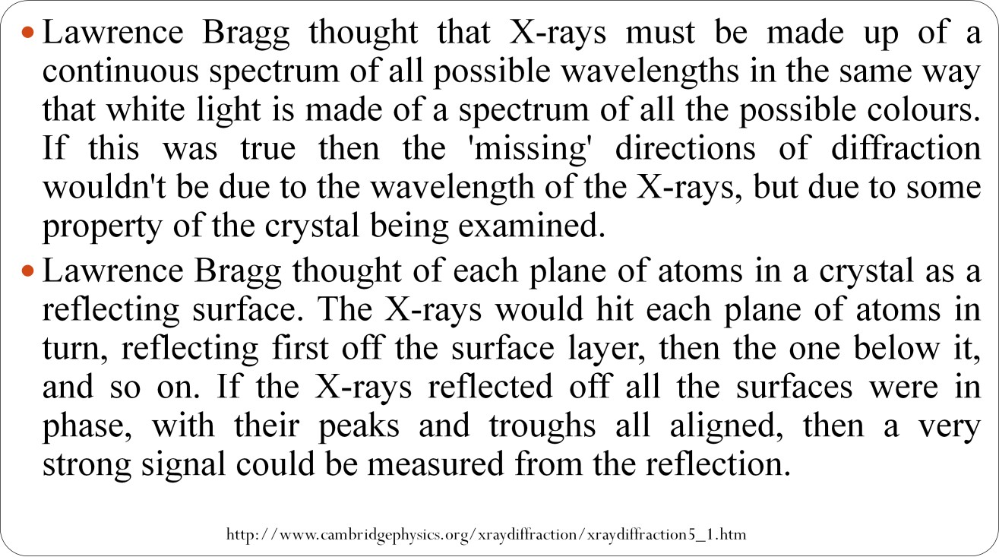 • Lawrence Bragg thought that X-rays must be made up of a
continuous spectrum of all possible wavelengths in the same way
that white light is made of a spectrum of all the possible colours.
If this was true then the 'missing' directions of diffraction
wouldn't be due to the wavelength of the X-rays, but due to some
property of the crystal being examined.
• Lawrence Bragg thought of each plane of atoms in a crystal as a
reflecting surface. The X-rays would hit each plane of atoms in
turn, reflecting first off the surface layer, then the one below it,
and so on. If the X-rays reflected off all the surfaces were in
phase, with their peaks and troughs all aligned, then a very
strong signal could be measured from the reflection.
http://www.cambridgephysics.org/xraydiffraction/xraydiffraction5_1.htm